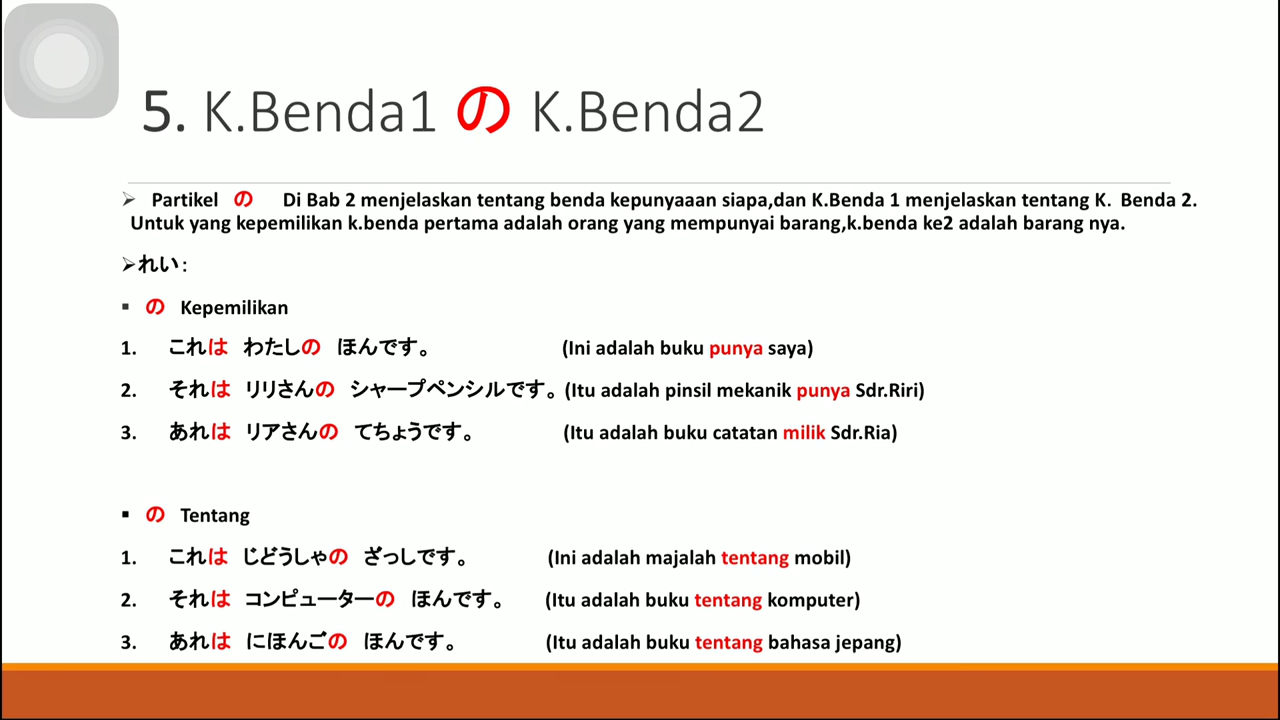 5. K.Benda1 の K.Benda2
➢ Partikel の Di Bab 2 menjelaskan tentang benda kepunyaaan siapa,dan K.Benda 1 menjelaskan tentang K. Benda 2.
Untuk yang kepemilikan k.benda pertama adalah orang yang mempunyai barang,k.benda ke2 adalah barang nya.
➢れい：
▪ の Kepemilikan
1. これは わたしの ほんです。 (Ini adalah buku punya saya)
2. それは リリさんの シャープペンシルです。(Itu adalah pinsil mekanik punya Sdr.Riri)
3. あれは リアさんの てちょうです。 (Itu adalah buku catatan milik Sdr.Ria)
▪ の Tentang
1. これは じどうしゃの ざっしです。 (Ini adalah majalah tentang mobil)
2. それは コンピューターの ほんです。 (Itu adalah buku tentang komputer)
3. あれは にほんごの ほんです。 (Itu adalah buku tentang bahasa jepang)